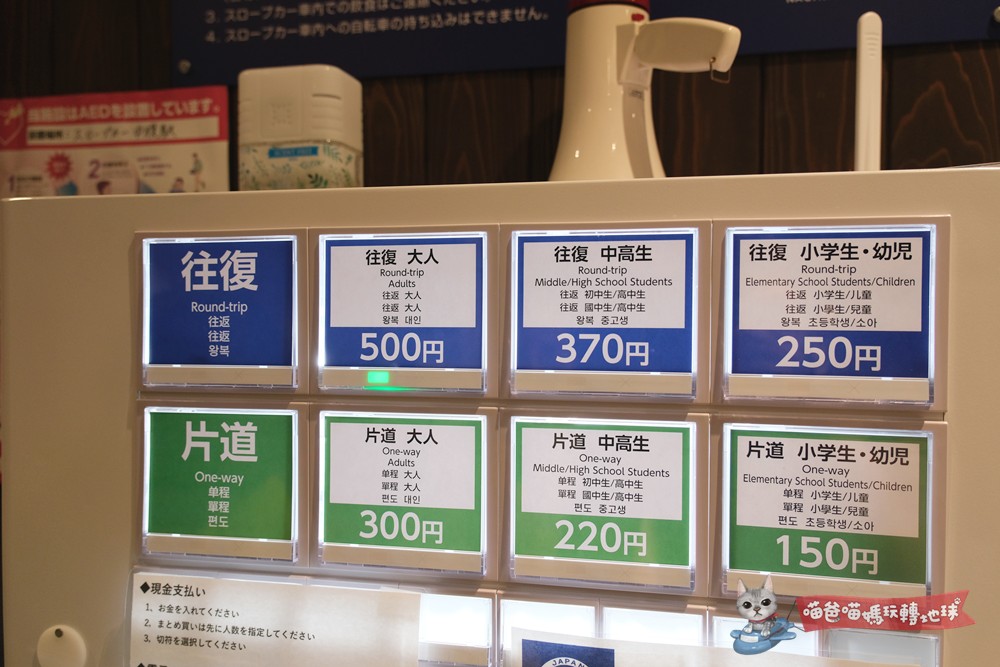 3. スロープカー車内での飲食はご遠慮ください。
4. スロープカー車内への自転車の持ち込みはできません。
当施設はAEDを設置しています。
往復
Round-trip
往返
往返
왕복
往復 大人
Round-trip
Adults
往返 大人
往返 大人
왕복 대인
500円
往復 中高生
Round-trip
Middle/High School Students
往返 初中生/高中生
往返 國中生/高中生
왕복 중고생
370円
往復 小学生・幼児
Round-trip
Elementary School Students/Children
往返 小学生/儿童
往返 小學生/兒童
왕복 초등학생/소아
250円
片道
One-way
单程
單程
편도
片道 大人
One-way
Adults
单程 大人
單程 大人
편도 대인
300円
片道 中高生
One-way
Middle/High School Students
单程 初中生/高中生
單程 國中生/高中生
편도 중고생
220円
片道 小学生・幼児
One-way
Elementary School Students/Children
单程 小学生/儿童
單程 小學生/兒童
편도 초등학생/소아
150円
◆現金支払い
1、お金を入れてください
2、まとめ買いは先に人数を指定してください
3、切符を選択してください
JAPAN
喵爸喵媽玩轉地球